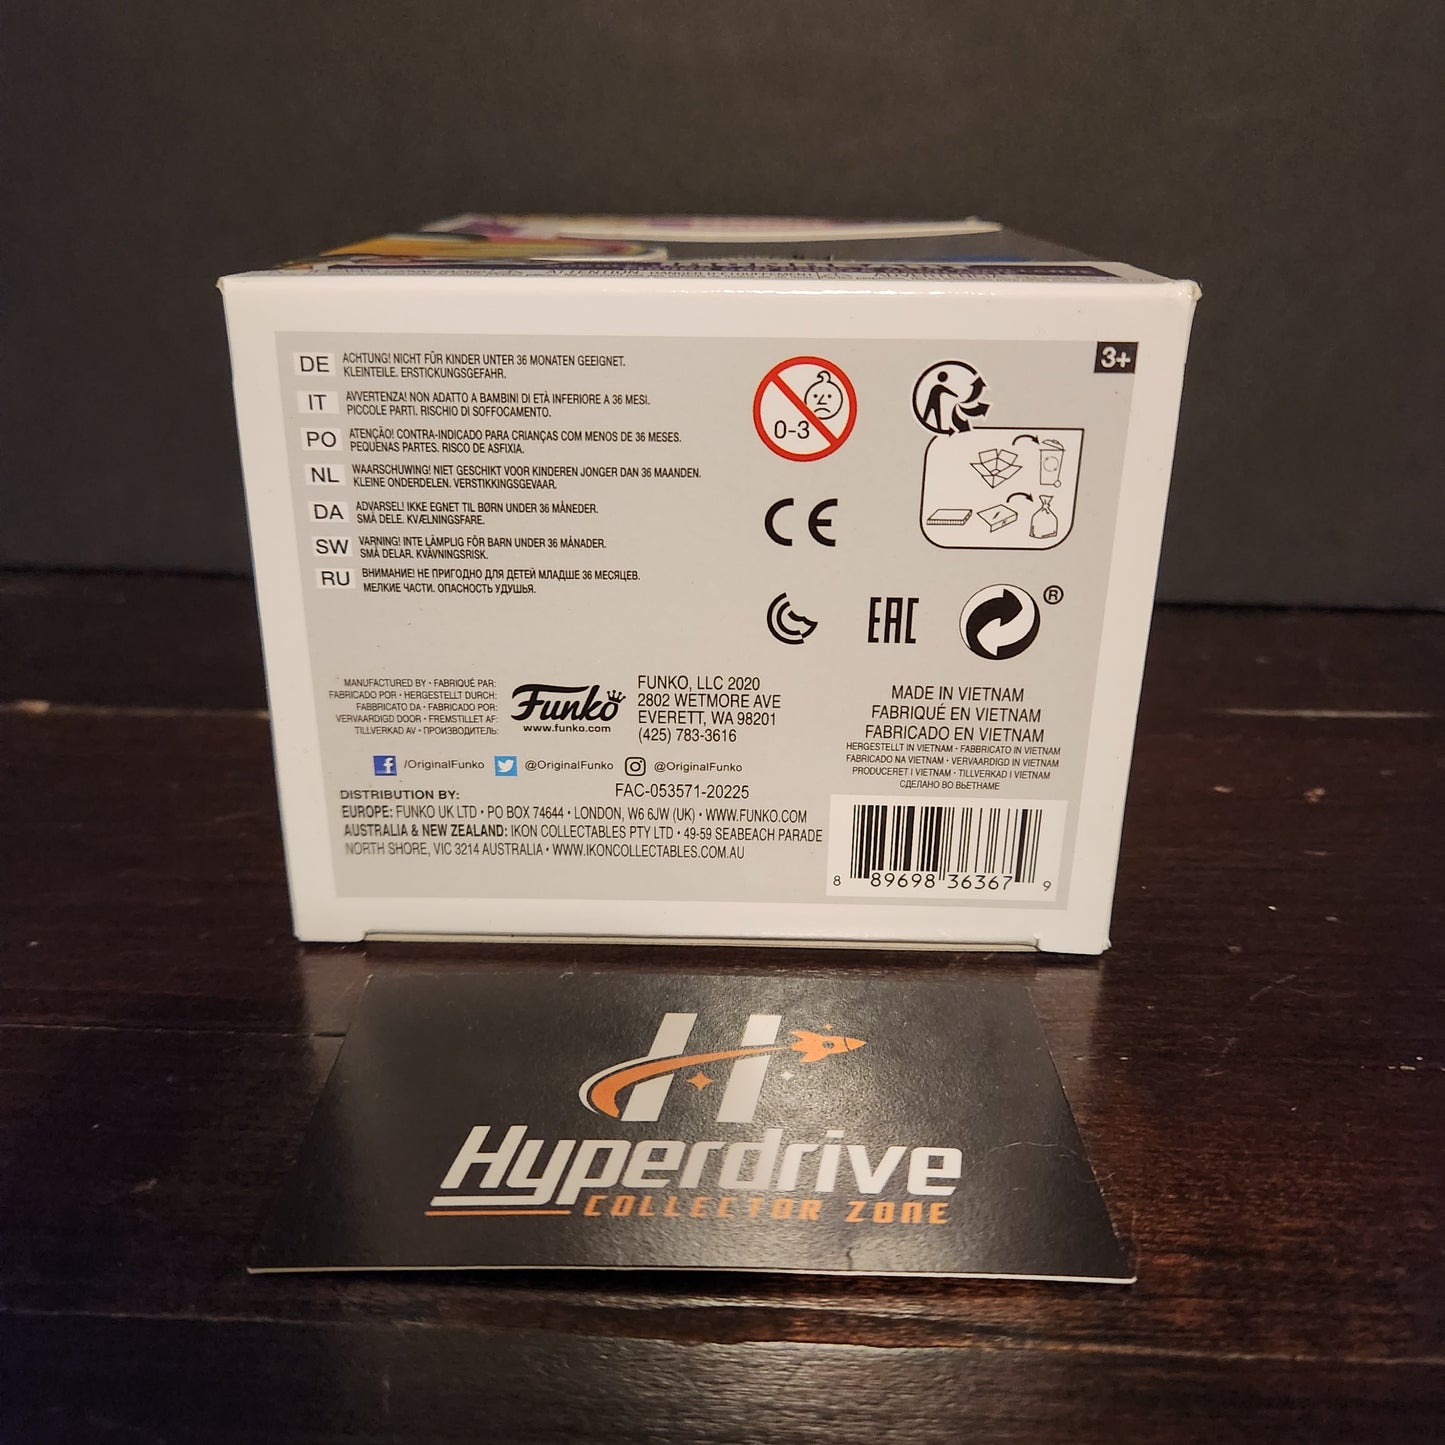 DE ACHTUNG! NICHT FÜR KINDER UNTER 36 MONATEN GEEIGNET.
KLEINTEILE. ERSTICKUNGSGEFAHR.
IT AVVERTENZA! NON ADATTO A BAMBINI DI ETÀ INFERIORE A 36 MESI.
PICCOLE PARTI. RISCHIO DI SOFFOCAMENTO.
PO ATENÇÃO! CONTRA-INDICADO PARA CRIANÇAS COM MENOS DE 36 MESES.
PEQUENAS PARTES. RISCO DE ASFIXIA.
NL WAARSCHUWING! NIET GESCHIKT VOOR KINDEREN JONGER DAN 36 MAANDEN.
KLEINE ONDERDELEN. VERSTIKKINGSGEVAAR.
DA ADVARSEL! IKKE EGNET TIL BØRN UNDER 36 MÅNEDER.
SMÅ DELE. KVÆLNINGSFARE.
SW VARNING! INTE LÄMPLIG FÖR BARN UNDER 36 MÅNADER.
SMÅ DELAR. KVÄVNINGSRISK.
RU ВНИМАНИЕ! НЕ ПРИГОДНО ДЛЯ ДЕТЕЙ МЛАДШЕ 36 МЕСЯЦЕВ.
МЕЛКИЕ ЧАСТИ. ОПАСНОСТЬ УДУШЬЯ.
0-3
3+
CE
EAC
®
MANUFACTURED BY • FABRIQUÉ PAR:
FABRICADO POR • HERGESTELLT DURCH:
FABBRICATO DA • FABRICADO POR:
VERVAARDIGD DOOR • FREMSTILLET AF:
TILLVERKAD AV • ПРОИЗВОДИТЕЛЬ:
Funko
www.funko.com
FUNKO, LLC 2020
2802 WETMORE AVE
EVERETT, WA 98201
(425) 783-3616
MADE IN VIETNAM
FABRIQUÉ EN VIETNAM
FABRICADO EN VIETNAM
HERGESTELLT IN VIETNAM • FABBRICATO IN VIETNAM
FABRICADO NA VIETNAM • VERVAARDIGD IN VIETNAM
PRODUCERET I VIETNAM • TILLVERKAD I VIETNAM
СДЕЛАНО ВО ВЬЕТНАМЕ
/OriginalFunko @OriginalFunko @OriginalFunko
FAC-053571-20225
DISTRIBUTION BY:
EUROPE: FUNKO UK LTD • PO BOX 74644 • LONDON, W6 6JW (UK) • WWW.FUNKO.COM
AUSTRALIA & NEW ZEALAND: IKON COLLECTABLES PTY LTD • 49-59 SEABEACH PARADE
NORTH SHORE, VIC 3214 AUSTRALIA • WWW.IKONCOLLECTABLES.COM.AU
8 89698 36367 9
H
Hyperdrive
COLLECTOR ZONE